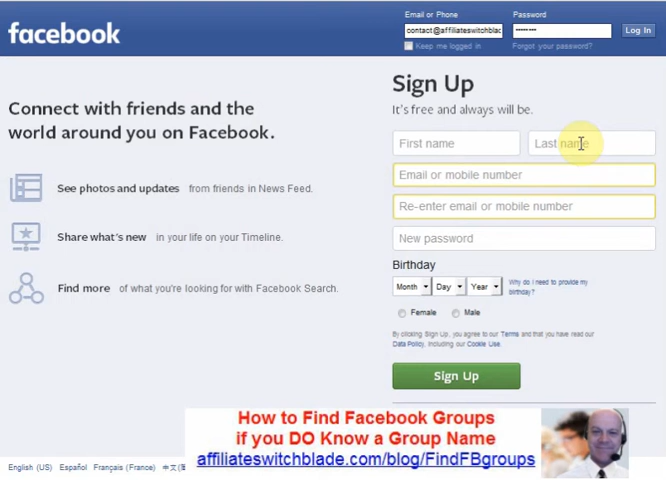 facebook
Email or Phone
Password
contact@affiliateswitchblad
********
Log In
Keep me logged in
Forgot your password?
Connect with friends and the
world around you on Facebook.
See photos and updates from friends in News Feed.
Share what's new in your life on your Timeline.
Find more of what you're looking for with Facebook Search.
Sign Up
It's free and always will be.
First name
Last name
Email or mobile number
Re-enter email or mobile number
New password
Birthday
Month Day Year
Why do I need to provide my
birthday?
Female Male
By clicking Sign Up, you agree to our Terms and that you have read our
Data Policy, including our Cookie Use.
Sign Up
How to Find Facebook Groups
if you DO Know a Group Name
affiliateswitchblade.com/blog/FindFBgroups
English (US) Español Français (France) 中文